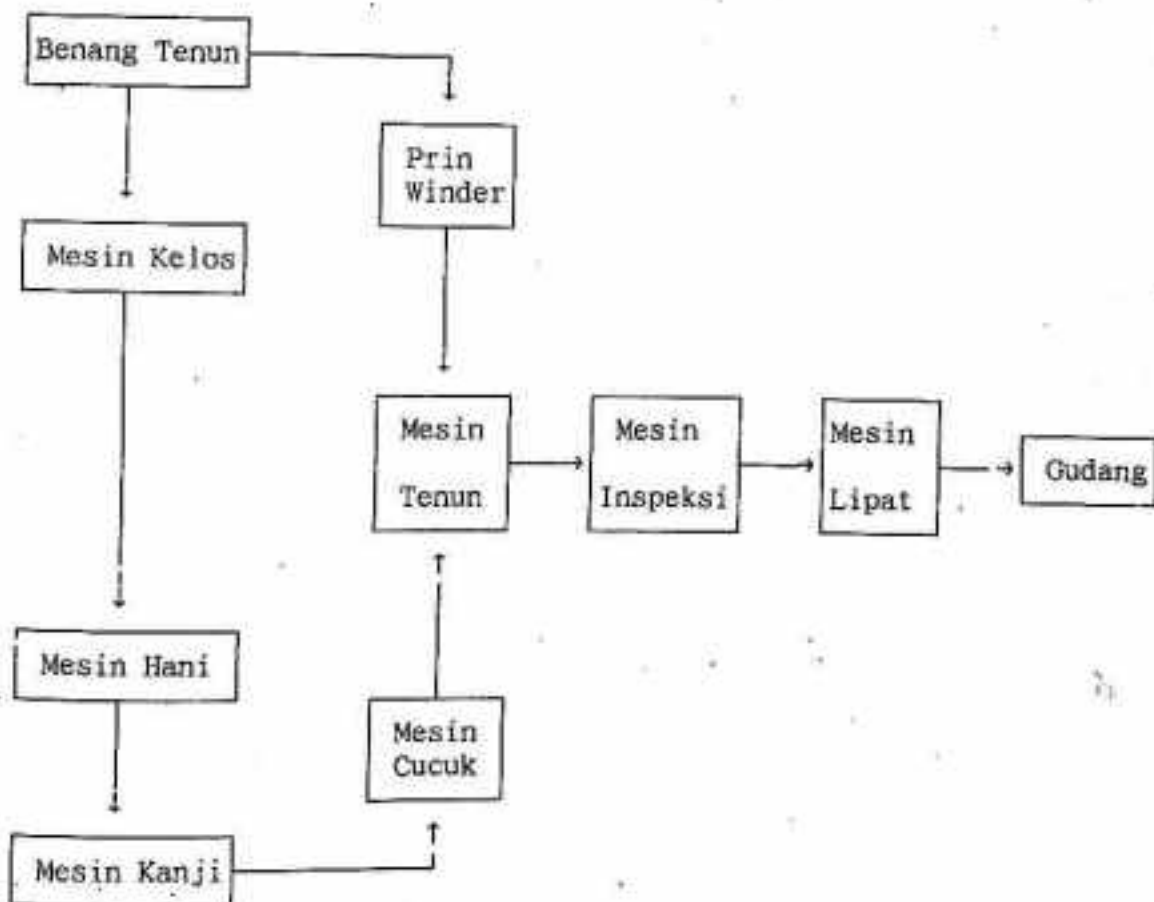 Benang Tenun
Prin
Winder
Mesin Kelos
Mesin
Tenun
Mesin
Inspeksi
Mesin
Lipat
Gudang
Mesin Hani
Mesin
Cucuk
Mesin Kanji